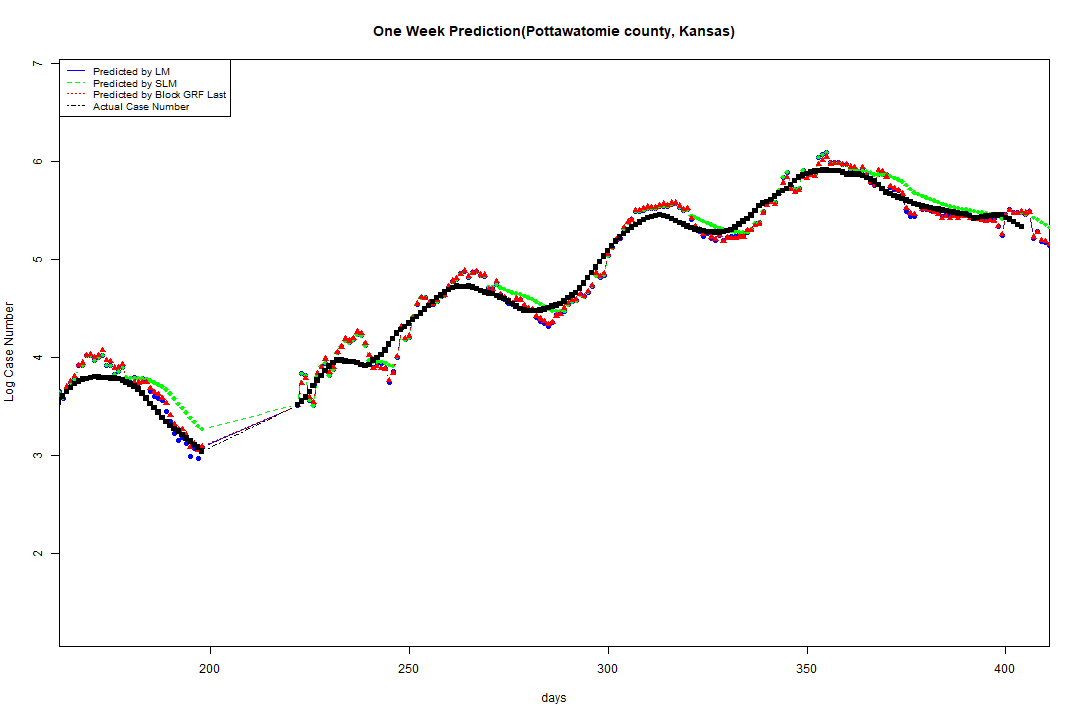 One Week Prediction(Pottawatomie county, Kansas)
Predicted by LM
Predicted by SLM
Predicted by Block GRF Last
Actual Case Number
7
6
5
4
3
2
Log Case Number
200 250 300 350 400
days